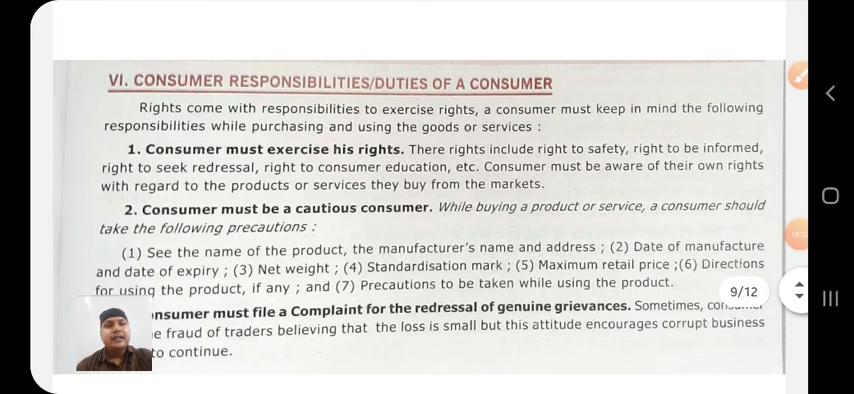 VI. CONSUMER RESPONSIBILITIES/DUTIES OF A CONSUMER
Rights come with responsibilities to exercise rights, a consumer must keep in mind the following
responsibilities while purchasing and using the goods or services :
1. Consumer must exercise his rights. There rights include right to safety, right to be informed,
right to seek redressal, right to consumer education, etc. Consumer must be aware of their own rights
with regard to the products or services they buy from the markets.
2. Consumer must be a cautious consumer. While buying a product or service, a consumer should
take the following precautions :
(1) See the name of the product, the manufacturer's name and address ; (2) Date of manufacture
and date of expiry ; (3) Net weight ; (4) Standardisation mark ; (5) Maximum retail price ;(6) Directions
for using the product, if any ; and (7) Precautions to be taken while using the product.
9/12
must file a Complaint for the redressal of genuine grievances. Sometimes,
fraud of traders believing that the loss is small but this attitude encourages corrupt business
to continue.